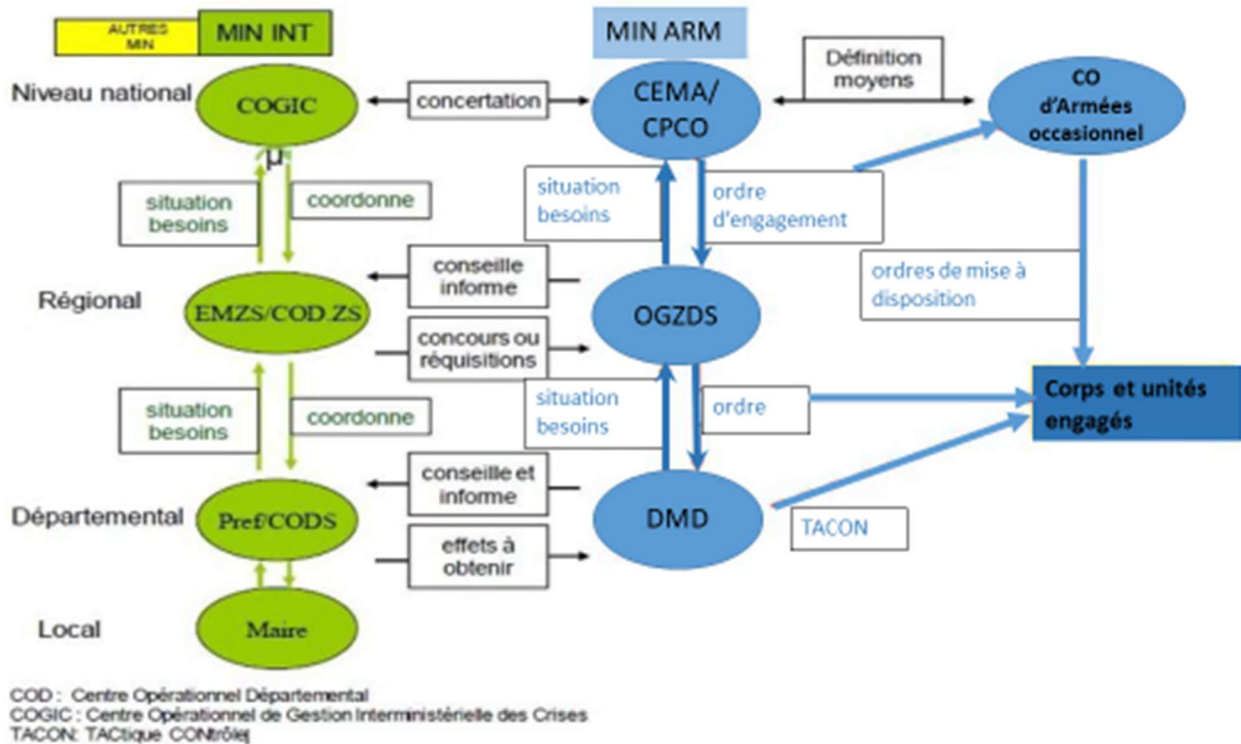 AUTRES
MIN
MIN INT
MIN ARM
Niveau national
COGIC
concertation
CEMA/
CPCO
Définition
moyens
CO
d'Armées
occasionnel
µ
situation
besoins
coordonne
situation
besoins
ordre
d'engagement
ordres de mise à
disposition
Régional
EMZS/COD.ZS
conseille
informe
concours ou
réquisitions
OGZDS
situation
besoins
coordonne
situation
besoins
ordre
Corps et unités
engagés
Départemental
Pref/CODS
conseille et
informe
effets à
obtenir
DMD
TACON
Local
Maire
COD : Centre Opérationnel Départemental
COGIC : Centre Opérationnel de Gestion Interministérielle des Crises
TACON: TACtique CONtrôle